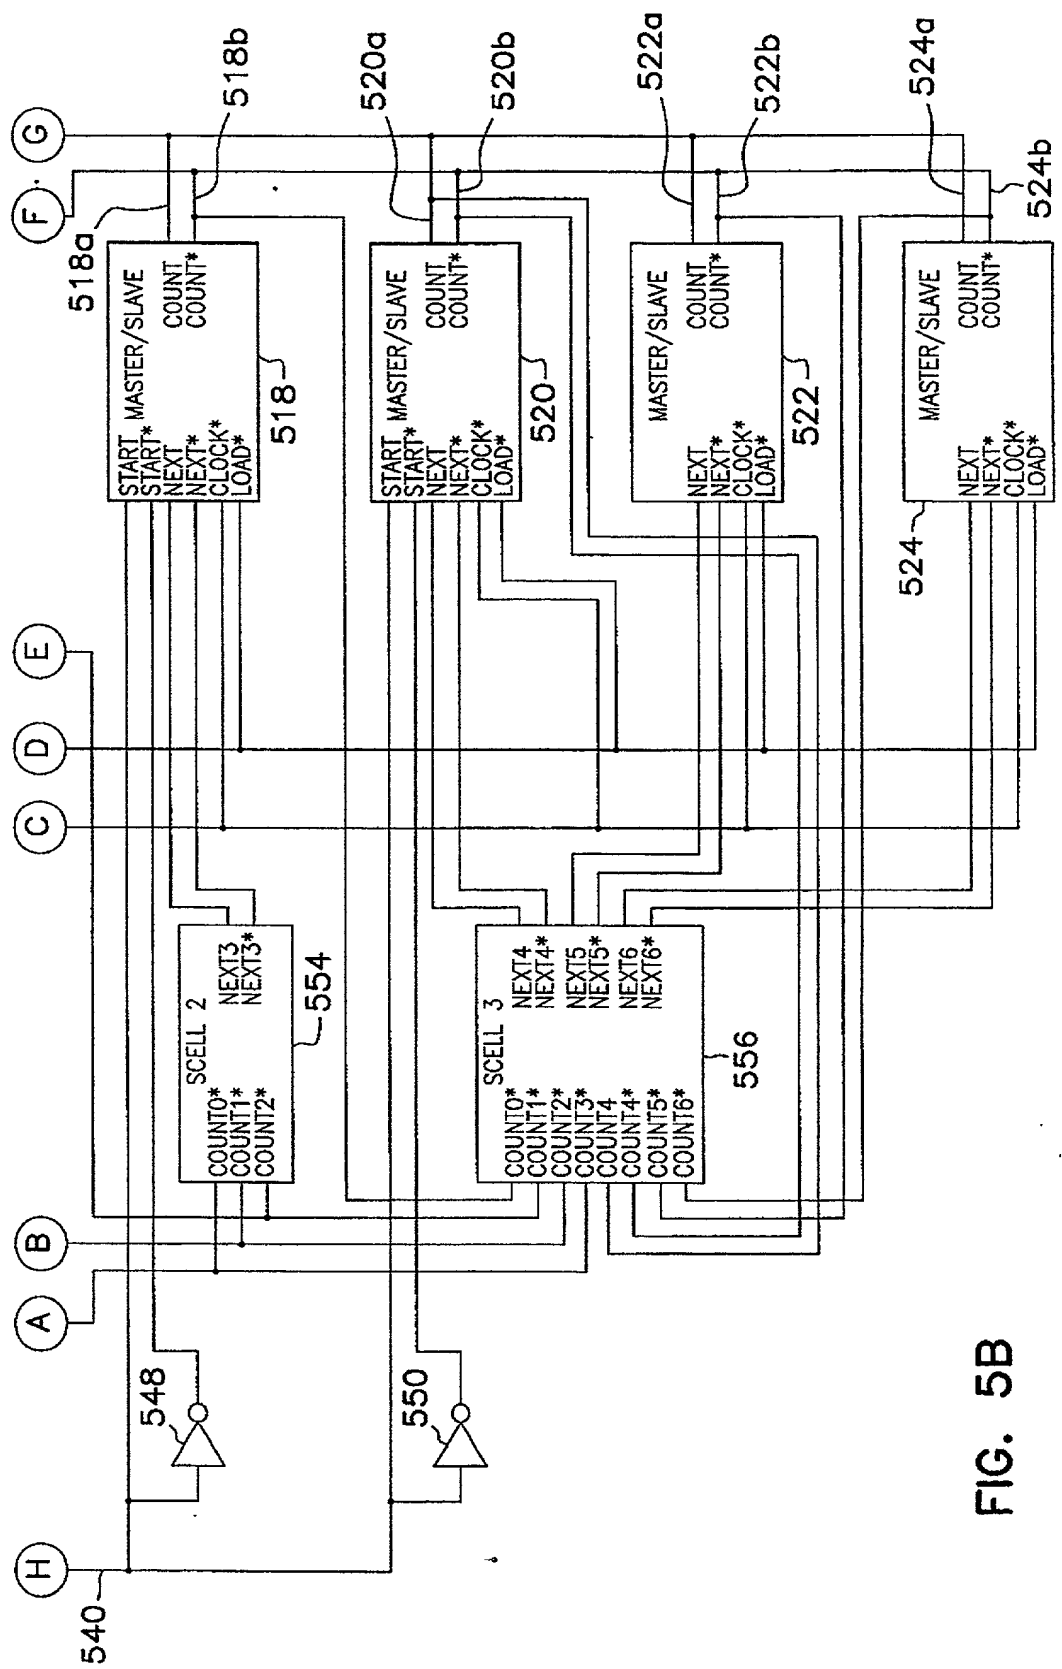 H
A
B
C
D
E
F
G
540
548
550
SCELL 2
COUNT0*
COUNT1*
COUNT2*
NEXT3
NEXT3*
554
SCELL 3
COUNT0*
COUNT1*
COUNT2*
COUNT3*
COUNT4
COUNT4*
COUNT5*
COUNT6*
NEXT4
NEXT4*
NEXT5
NEXT5*
NEXT6
NEXT6*
556
START
START*
NEXT
NEXT*
CLOCK*
LOAD*
MASTER/SLAVE
COUNT
COUNT*
518
518a
518b
START
START*
NEXT
NEXT*
CLOCK*
LOAD*
MASTER/SLAVE
COUNT
COUNT*
520
520a
520b
NEXT
NEXT*
CLOCK*
LOAD*
MASTER/SLAVE
COUNT
COUNT*
522
522a
522b
NEXT
NEXT*
CLOCK*
LOAD*
MASTER/SLAVE
COUNT
COUNT*
524
524a
524b
FIG. 5B